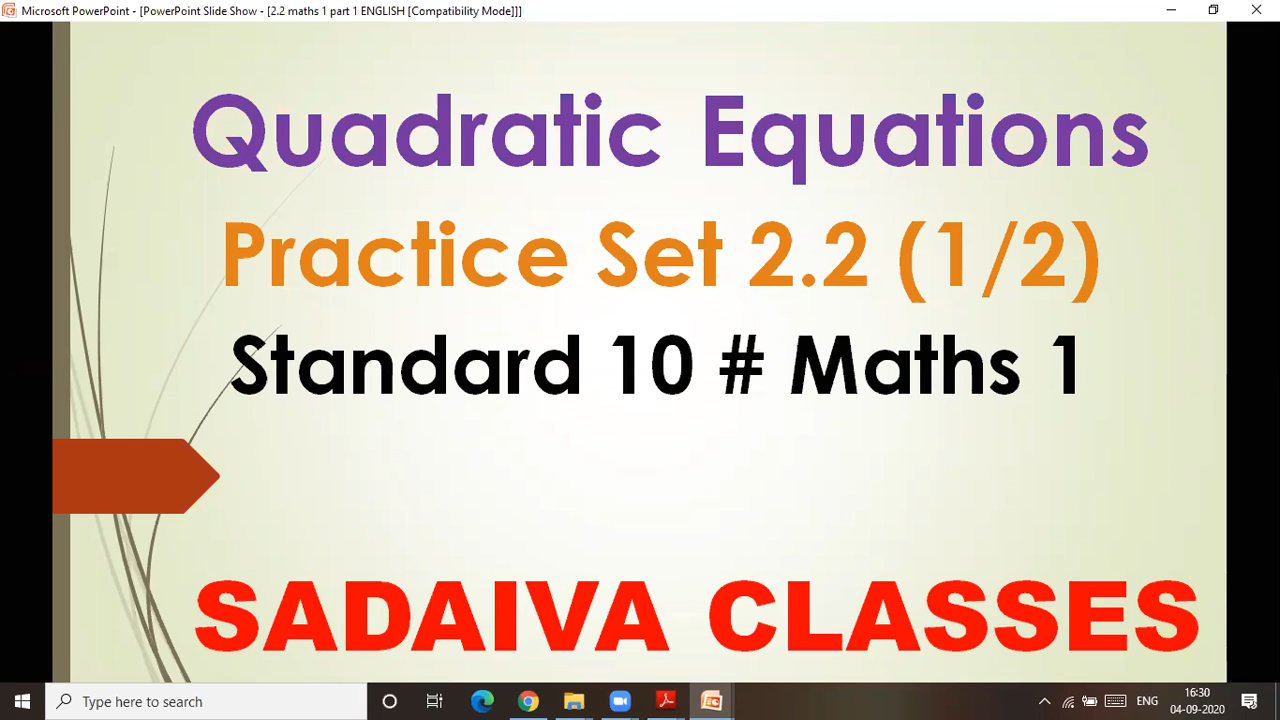 Microsoft PowerPoint - [PowerPoint Slide Show - [2.2 maths 1 part 1 ENGLISH [Compatibility Mode]]]
Quadratic Equations
Practice Set 2.2 (1/2)
Standard 10 # Maths 1
SADAIVA CLASSES
Type here to search
ENG
16:30
04-09-2020